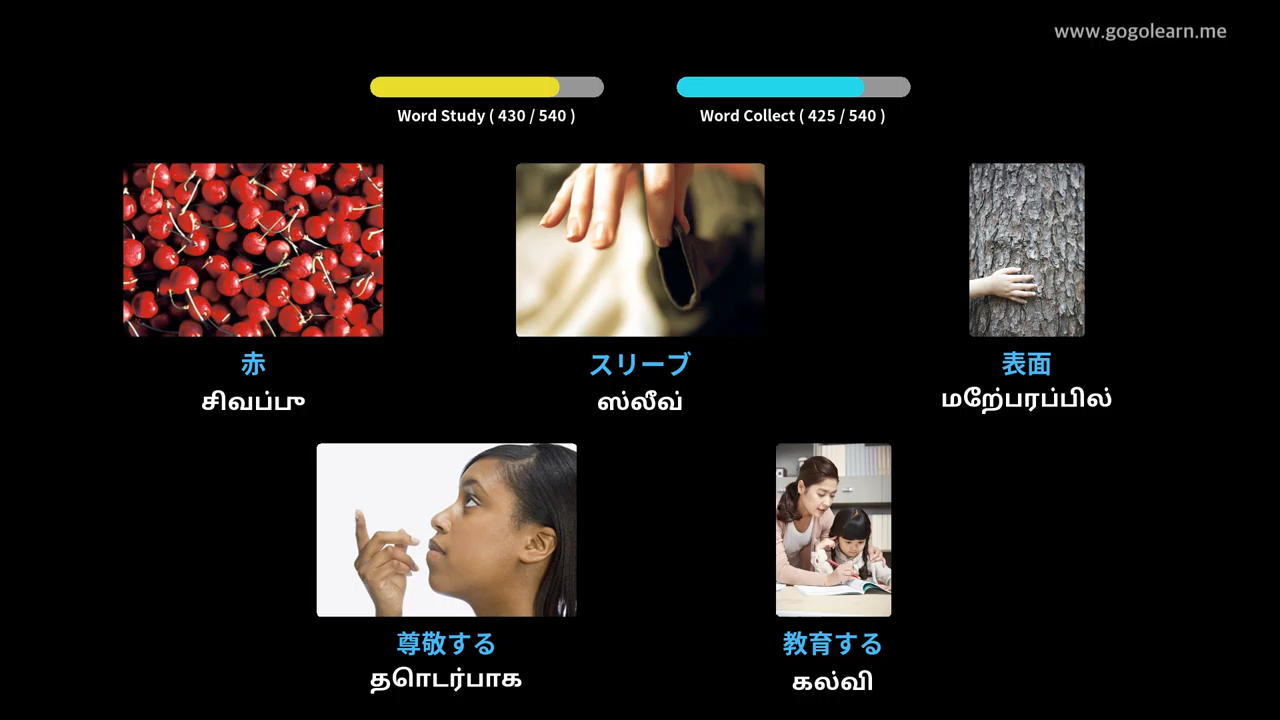 www.gogolearn.me
Word Study ( 430 / 540 )
Word Collect ( 425 / 540 )
赤
சிவப்பு
スリーブ
ஸ்லீவ்
表面
மேற்பரப்பில்
尊敬する
தொடர்பாக
教育する
கல்வி